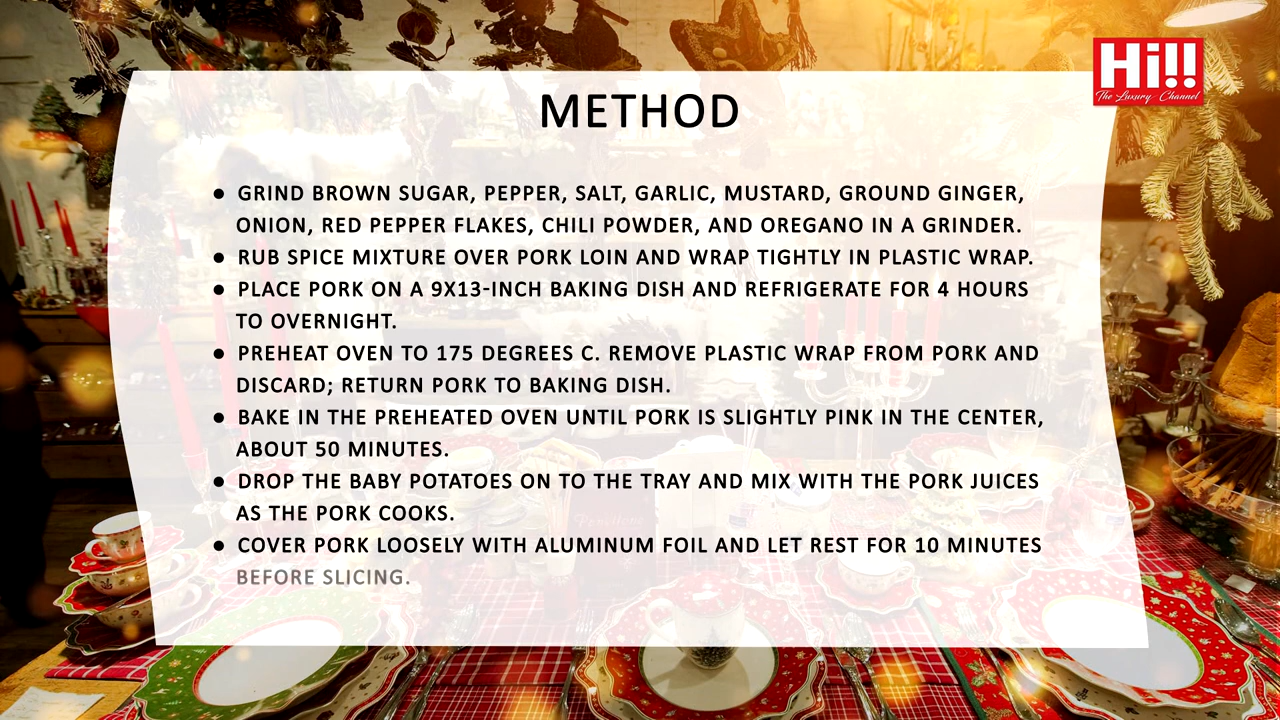 Hi!!
The Luxury Channel
METHOD
● GRIND BROWN SUGAR, PEPPER, SALT, GARLIC, MUSTARD, GROUND GINGER,
ONION, RED PEPPER FLAKES, CHILI POWDER, AND OREGANO IN A GRINDER.
● RUB SPICE MIXTURE OVER PORK LOIN AND WRAP TIGHTLY IN PLASTIC WRAP.
● PLACE PORK ON A 9X13-INCH BAKING DISH AND REFRIGERATE FOR 4 HOURS
TO OVERNIGHT.
● PREHEAT OVEN TO 175 DEGREES C. REMOVE PLASTIC WRAP FROM PORK AND
DISCARD; RETURN PORK TO BAKING DISH.
● BAKE IN THE PREHEATED OVEN UNTIL PORK IS SLIGHTLY PINK IN THE CENTER,
ABOUT 50 MINUTES.
● DROP THE BABY POTATOES ON TO THE TRAY AND MIX WITH THE PORK JUICES
AS THE PORK COOKS.
● COVER PORK LOOSELY WITH ALUMINUM FOIL AND LET REST FOR 10 MINUTES
BEFORE SLICING.